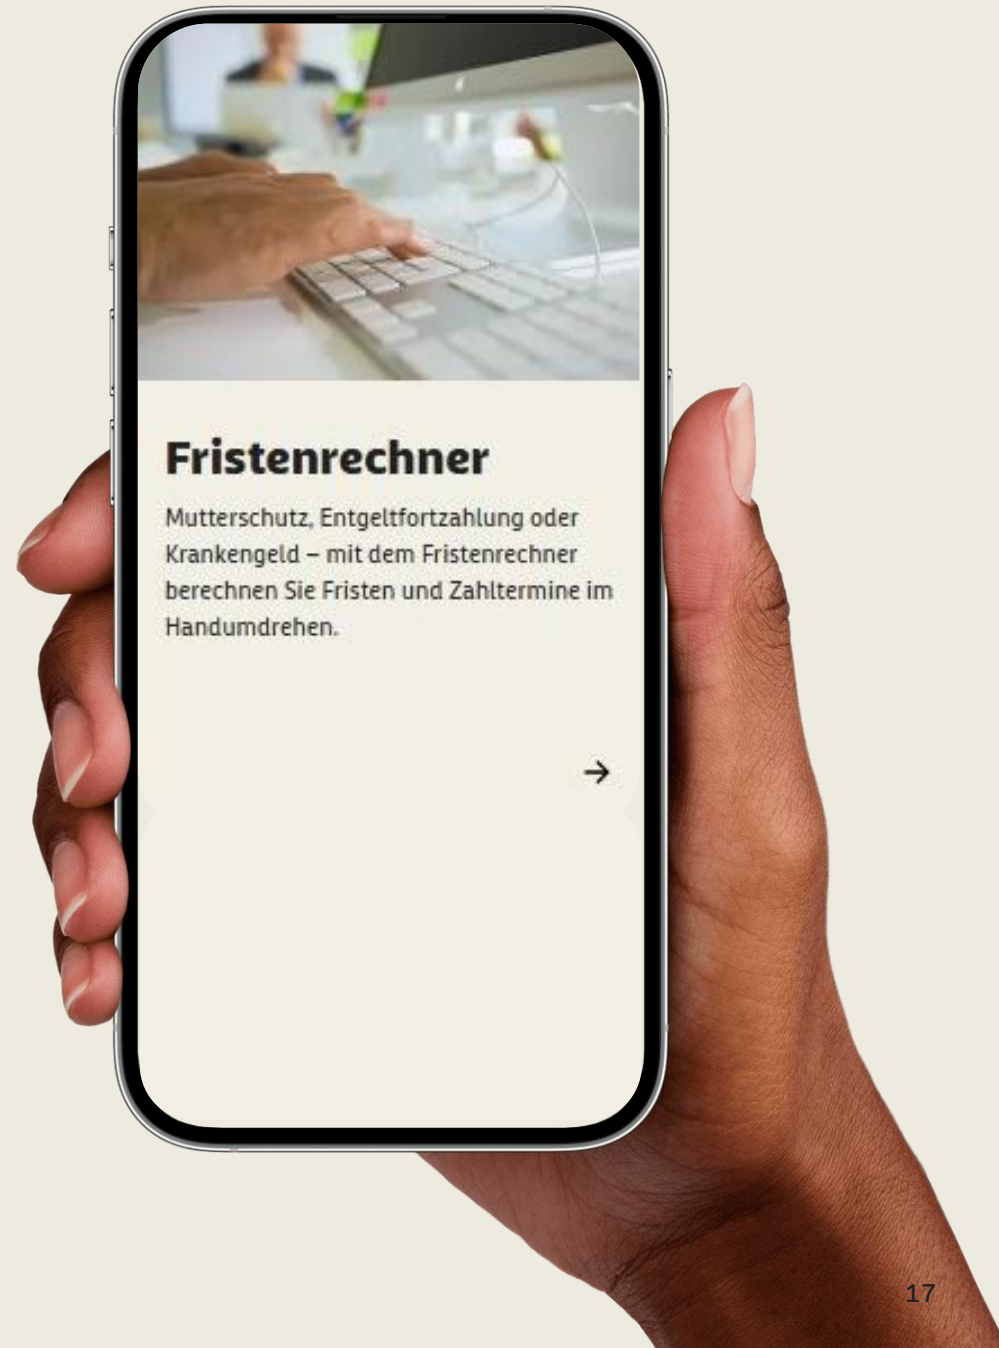 Fristenrechner
Mutterschutz, Entgeltfortzahlung oder
Krankengeld – mit dem Fristenrechner
berechnen Sie Fristen und Zahltermine im
Handumdrehen.
17